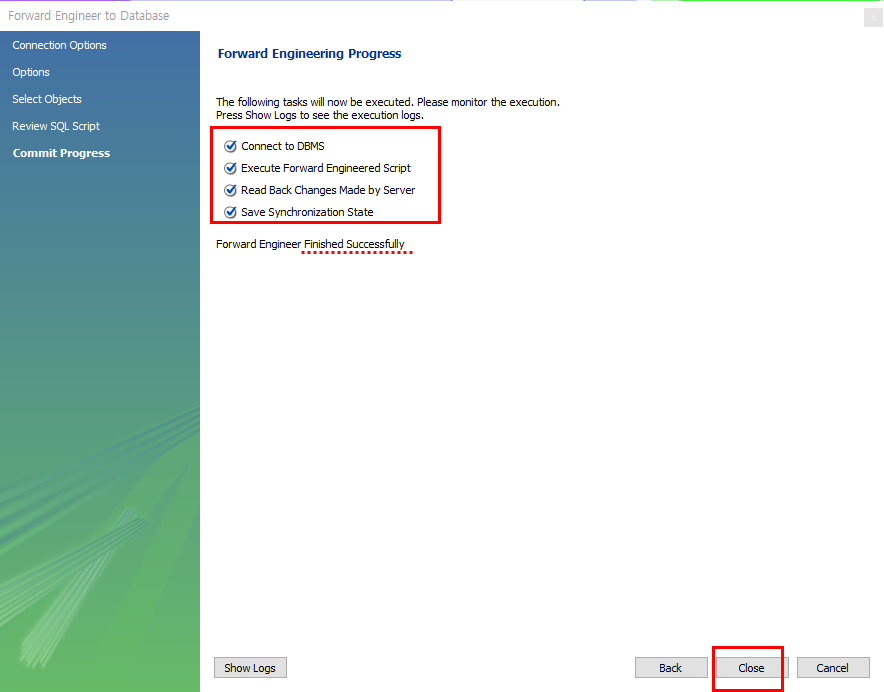 Forward Engineer to Database
x
Connection Options
Options
Select Objects
Review SQL Script
Commit Progress
Forward Engineering Progress
The following tasks will now be executed. Please monitor the execution.
Press Show Logs to see the execution logs.
Connect to DBMS
Execute Forward Engineered Script
Read Back Changes Made by Server
Save Synchronization State
Forward Engineer Finished Successfully
Show Logs
Back
Close
Cancel